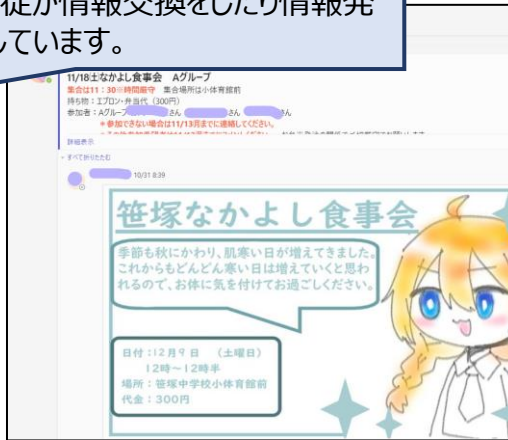 徒が情報交換をしたり情報発
しています。
11/18土なかよし食事会　Aグループ
集合は11：30※時間厳守　集合場所は小体育館前
持ち物：エプロン・弁当代（300円）
参加者：Aグループ さん さん さん
＊参加できない場合は11/13月までに連絡してください。
詳細表示
すべて折りたたむ
10/31 8:39
笹塚なかよし食事会
季節も秋にかわり、肌寒い日が増えてきました。
これからもどんどん寒い日は増えていくと思わ
れるので、お体に気を付けてお過ごしください。
日付：12月9日　（土曜日）
12時～12時半
場所：笹塚中学校小体育館前
代金：300円